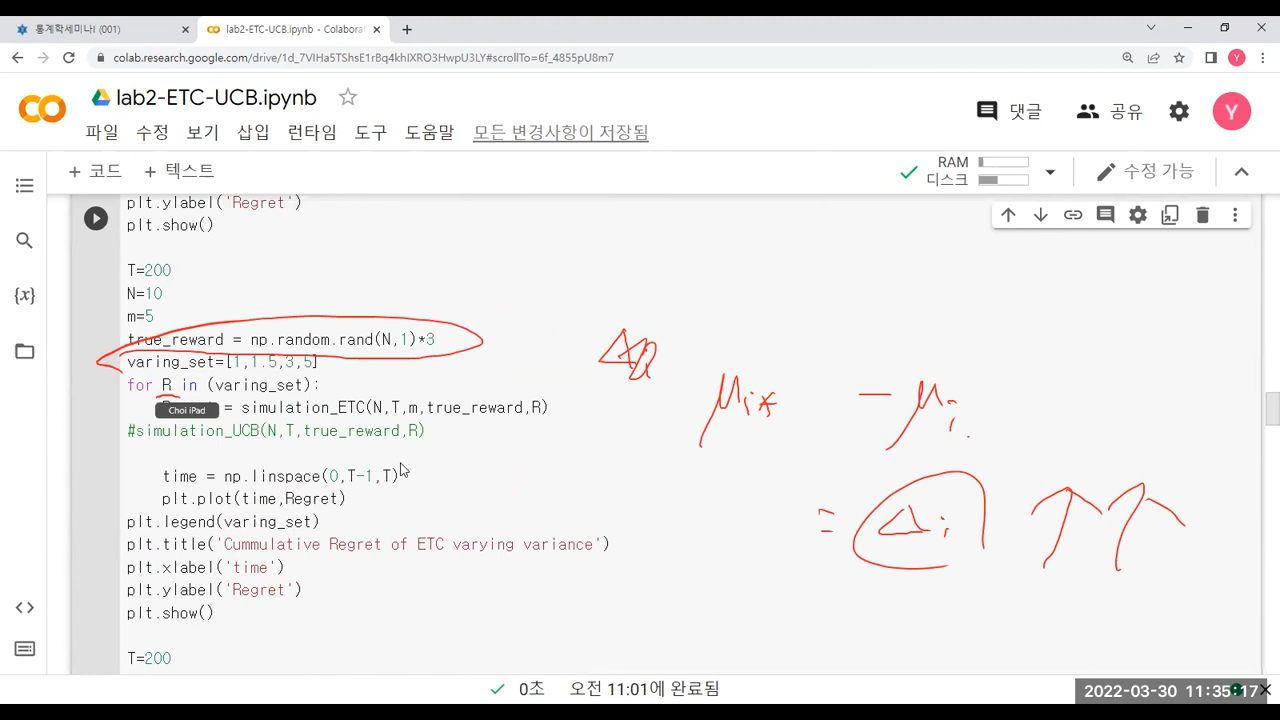 통계학세미나I (001)
lab2-ETC-UCB.ipynb - Colaborat
colab.research.google.com/drive/1d_7VIHa5TShsE1rBq4khIXRO3HwpU3LY#scrollTo=6f_4855pU8m7
Y
lab2-ETC-UCB.ipynb
댓글
공유
Y
파일 수정 보기 삽입 런타임 도구 도움말 모든 변경사항이 저장됨
+ 코드 + 텍스트
RAM
디스크
수정 가능
plt.ylabel('Regret')
plt.show()
T=200
N=10
m=5
true_reward = np.random.rand(N,1)*3
varing_set=[1,1.5,3,5]
for R in (varing_set):
= simulation_ETC(N,T,m,true_reward,R)
Choi iPad
#simulation_UCB(N,T,true_reward,R)
time = np.linspace(0,T-1,T)
plt.plot(time,Regret)
plt.legend(varing_set)
plt.title('Cummulative Regret of ETC varying variance')
plt.xlabel('time')
plt.ylabel('Regret')
plt.show()
T=200
μi* - μi
= Δi ↑↑
0초 오전 11:01에 완료됨
2022-03-30 11:35:17